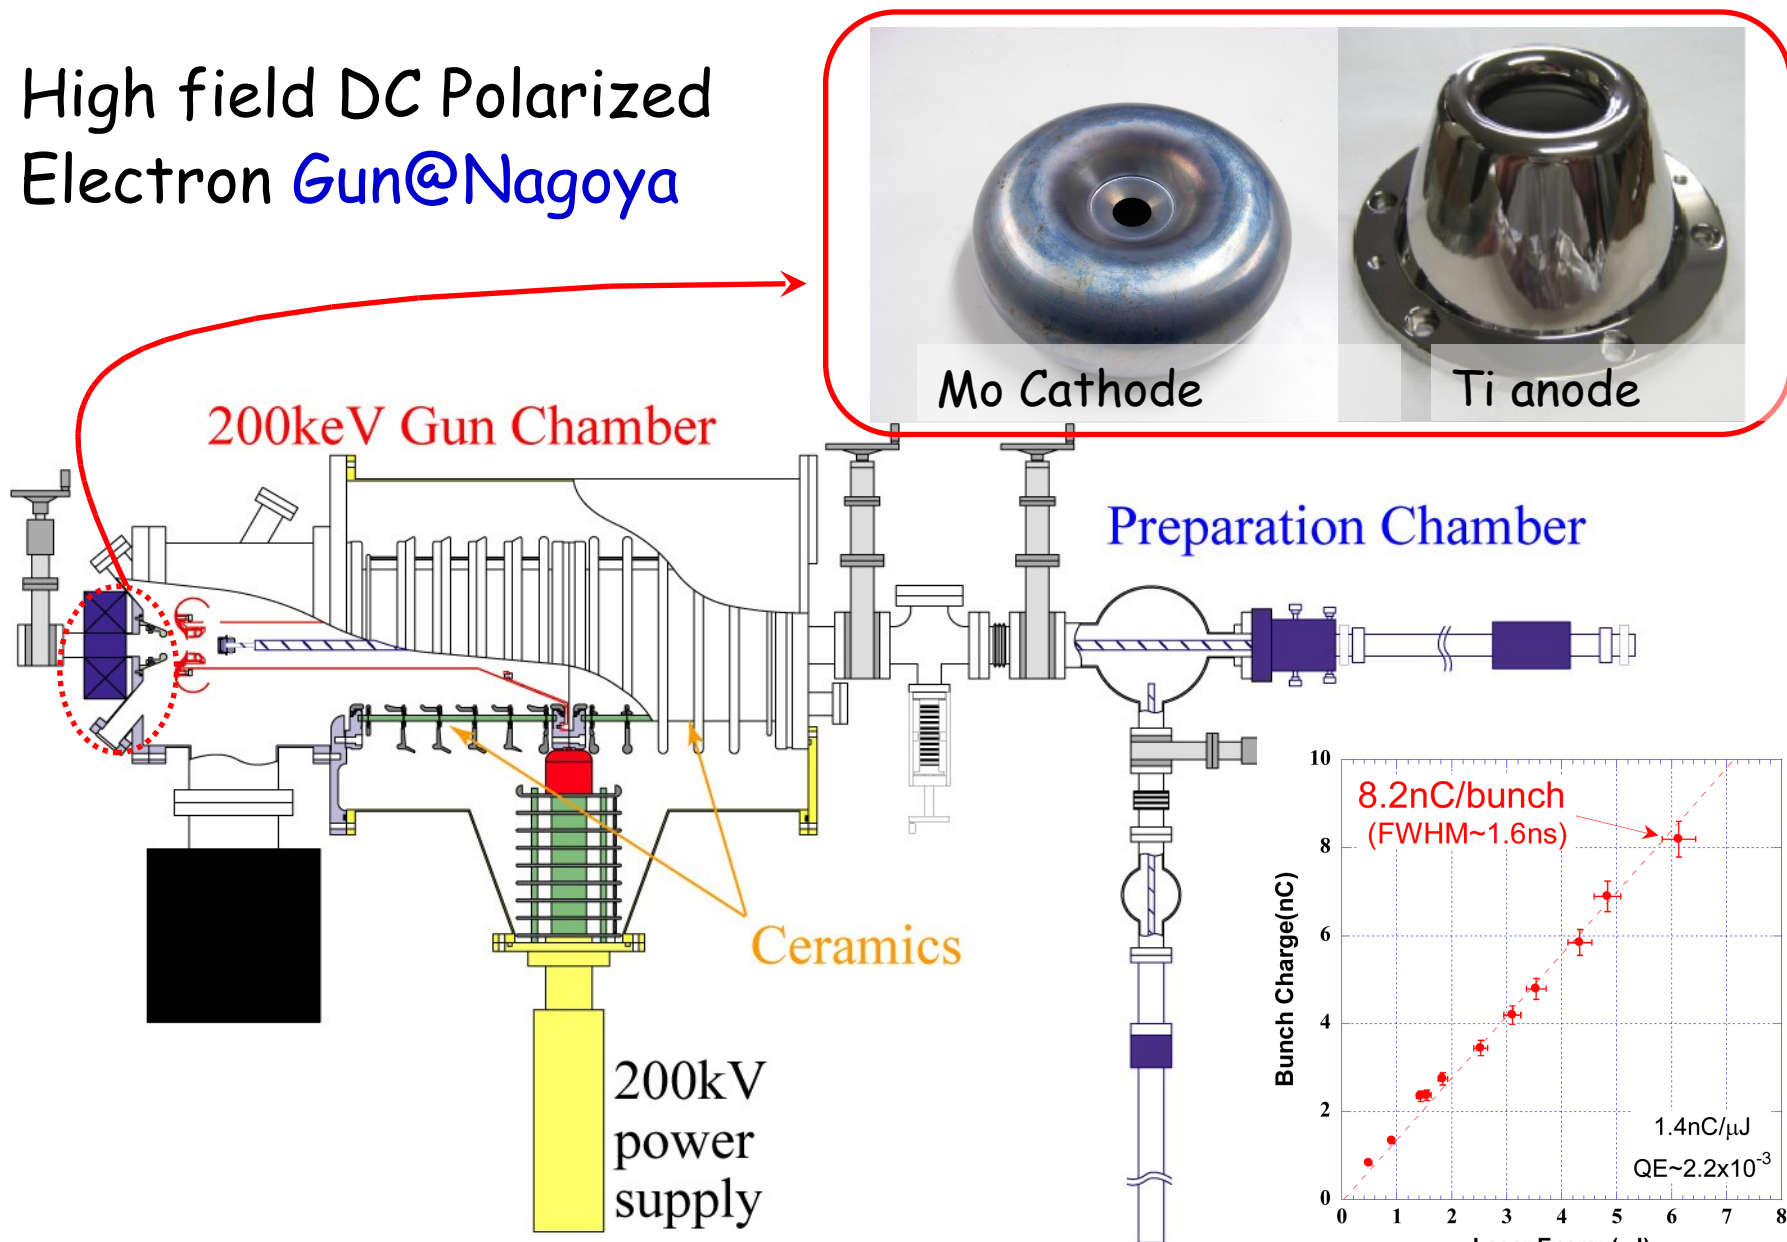 High field DC Polarized
Electron Gun@Nagoya
Mo Cathode
Ti anode
200keV Gun Chamber
Preparation Chamber
Ceramics
200kV
power
supply
10
8
6
4
2
0
Bunch Charge(nC)
8.2nC/bunch
(FWHM~1.6ns)
1.4nC/μJ
QE~2.2x10⁻³
0 1 2 3 4 5 6 7 8